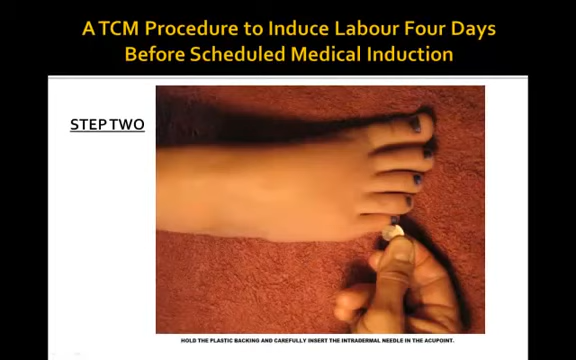 A TCM Procedure to Induce Labour Four Days
Before Scheduled Medical Induction
STEP TWO
HOLD THE PLASTIC BACKING AND CAREFULLY INSERT THE INTRADERMAL NEEDLE IN THE ACUPOINT.